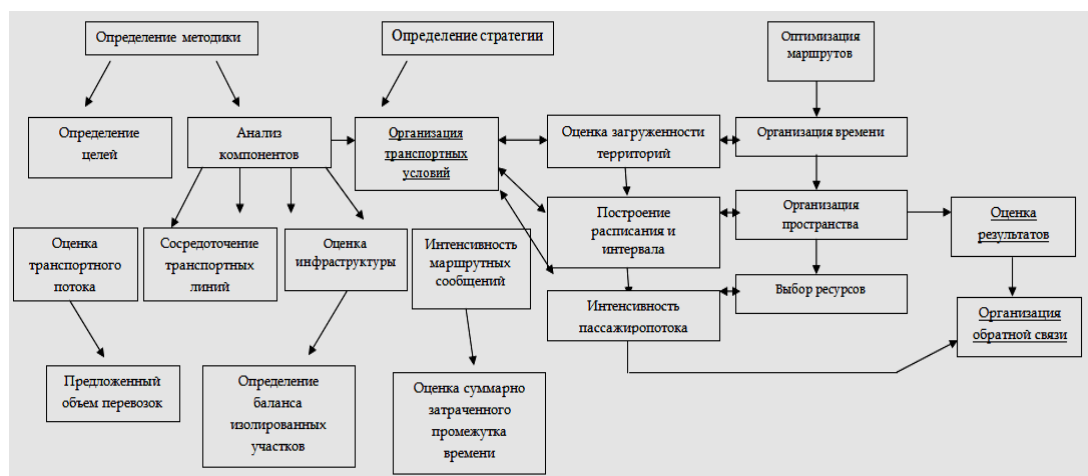 Определение методики
Определение стратегии
Оптимизация
маршрутов
Определение
целей
Анализ
компонентов
Организация
транспортных
условий
Оценка загруженности
территорий
Организация времени
Построение
расписания и
интервала
Организация
пространства
Оценка
результатов
Оценка
транспортного
потока
Сосредоточение
транспортных
линий
Оценка
инфраструктуры
Интенсивность
маршрутных
сообщений
Интенсивность
пассажиропотока
Выбор ресурсов
Организация
обратной связи
Предложенный
объем перевозок
Определение
баланса
изолированных
участков
Оценка суммарно
затраченного
промежутка
времени